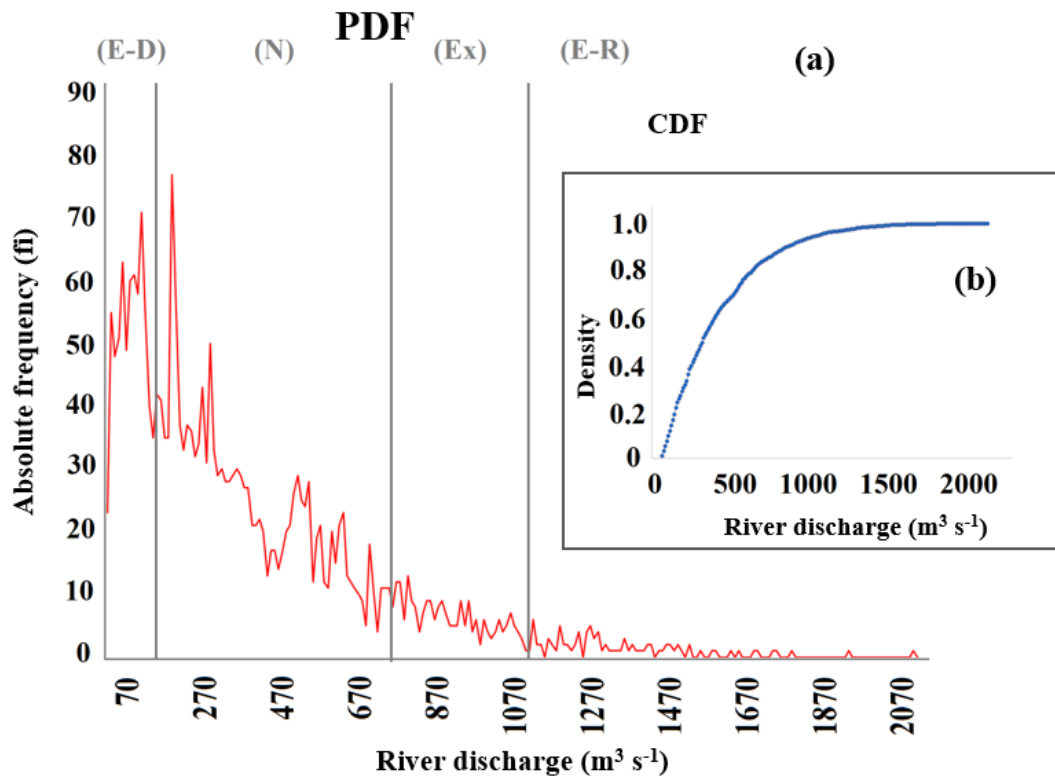 PDF
(E-D)
(N)
(Ex)
(E-R)
(a)
CDF
90
80
70
60
50
40
30
20
10
0
Absolute frequency (fi)
70
270
470
670
870
1070
1270
1470
1670
1870
2070
River discharge (m³ s⁻¹)
1.0
0.8
0.6
0.4
0.2
0
Density
(b)
0
500
1000
1500
2000
River discharge (m³ s⁻¹)